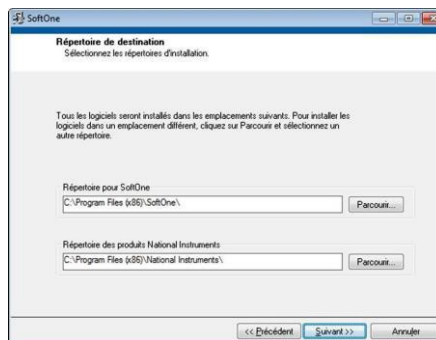 SoftOne
Répertoire de destination
Sélectionnez les répertoires d'installation.
Tous les logiciels seront installés dans les emplacements suivants. Pour installer les
logiciels dans un emplacement différent, cliquez sur Parcourir et sélectionnez un
autre répertoire.
Répertoire pour SoftOne
C:\Program Files (x86)\SoftOne\
Parcourir...
Répertoire des produits National Instruments
C:\Program Files (x86)\National Instruments\
Parcourir...
<< Précédent
Suivant >>
Annuler